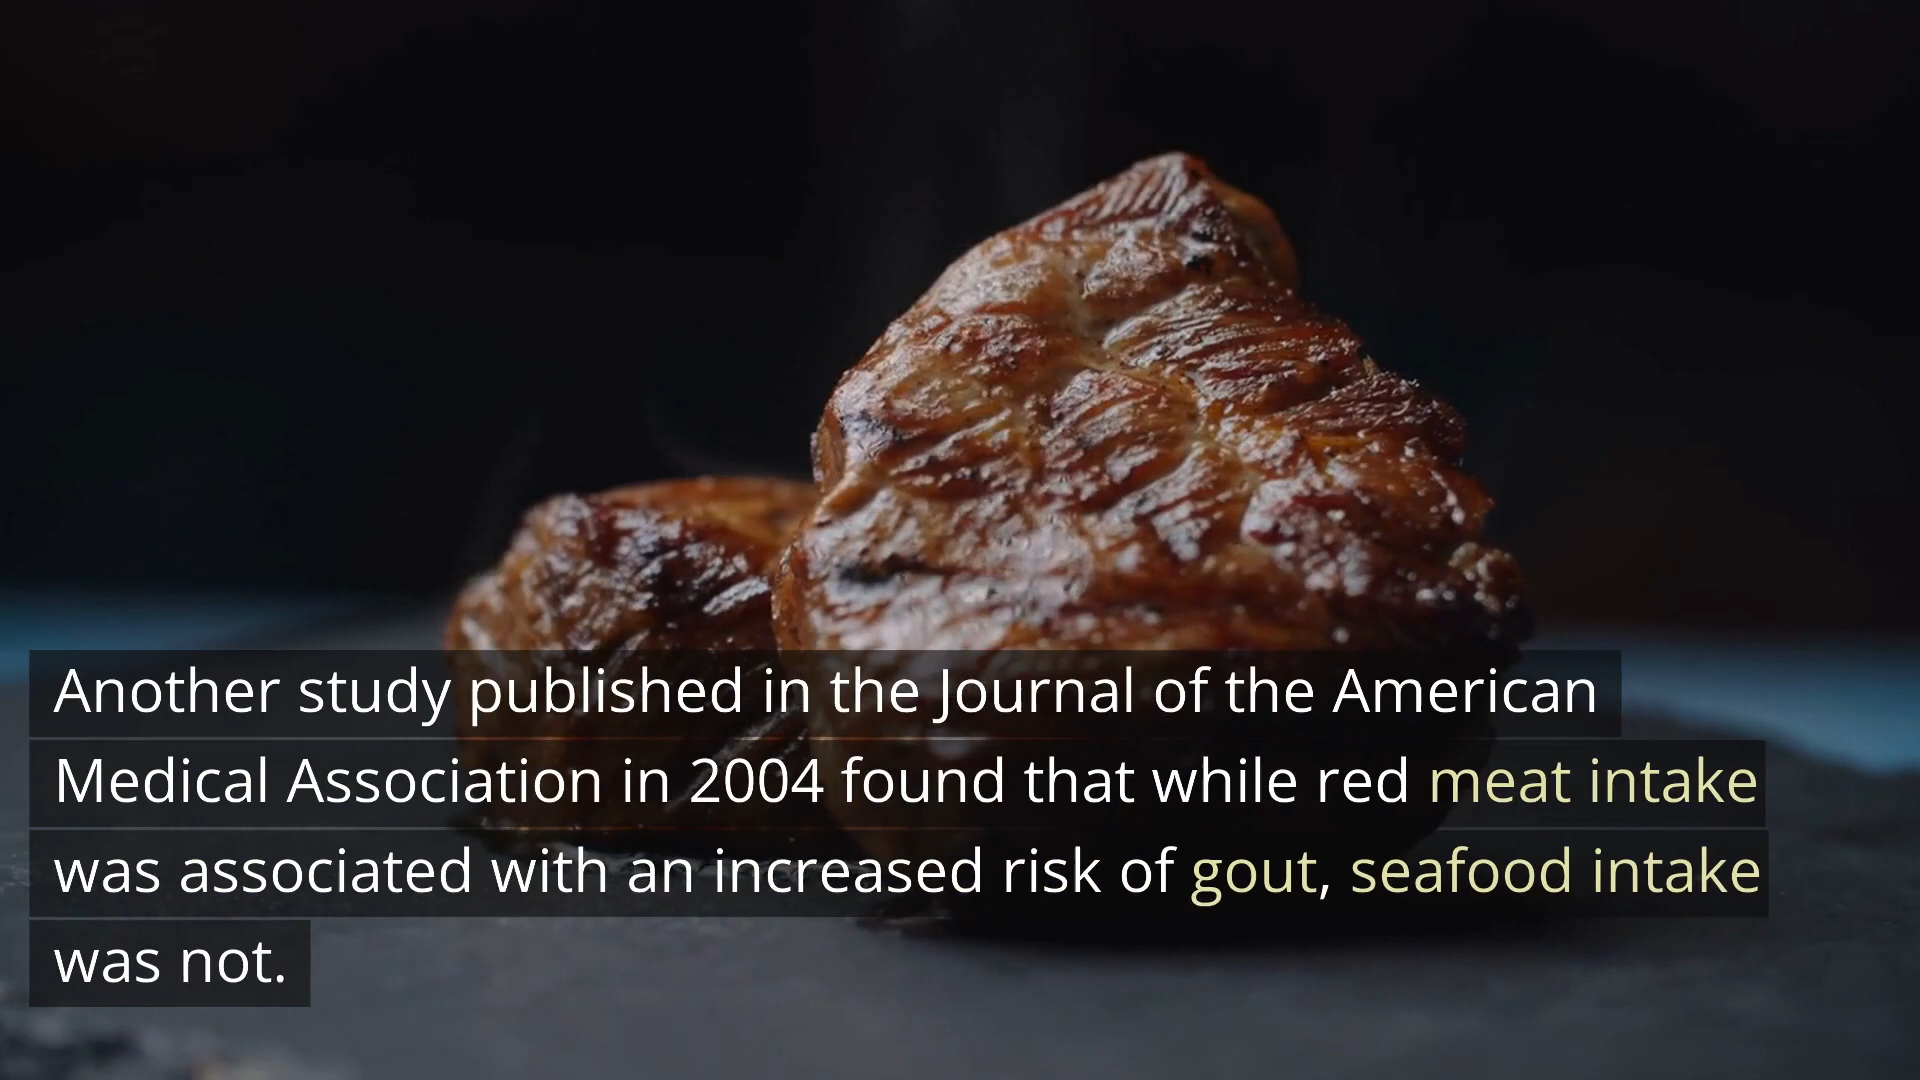 Another study published in the Journal of the American
Medical Association in 2004 found that while red meat intake
was associated with an increased risk of gout, seafood intake
was not.